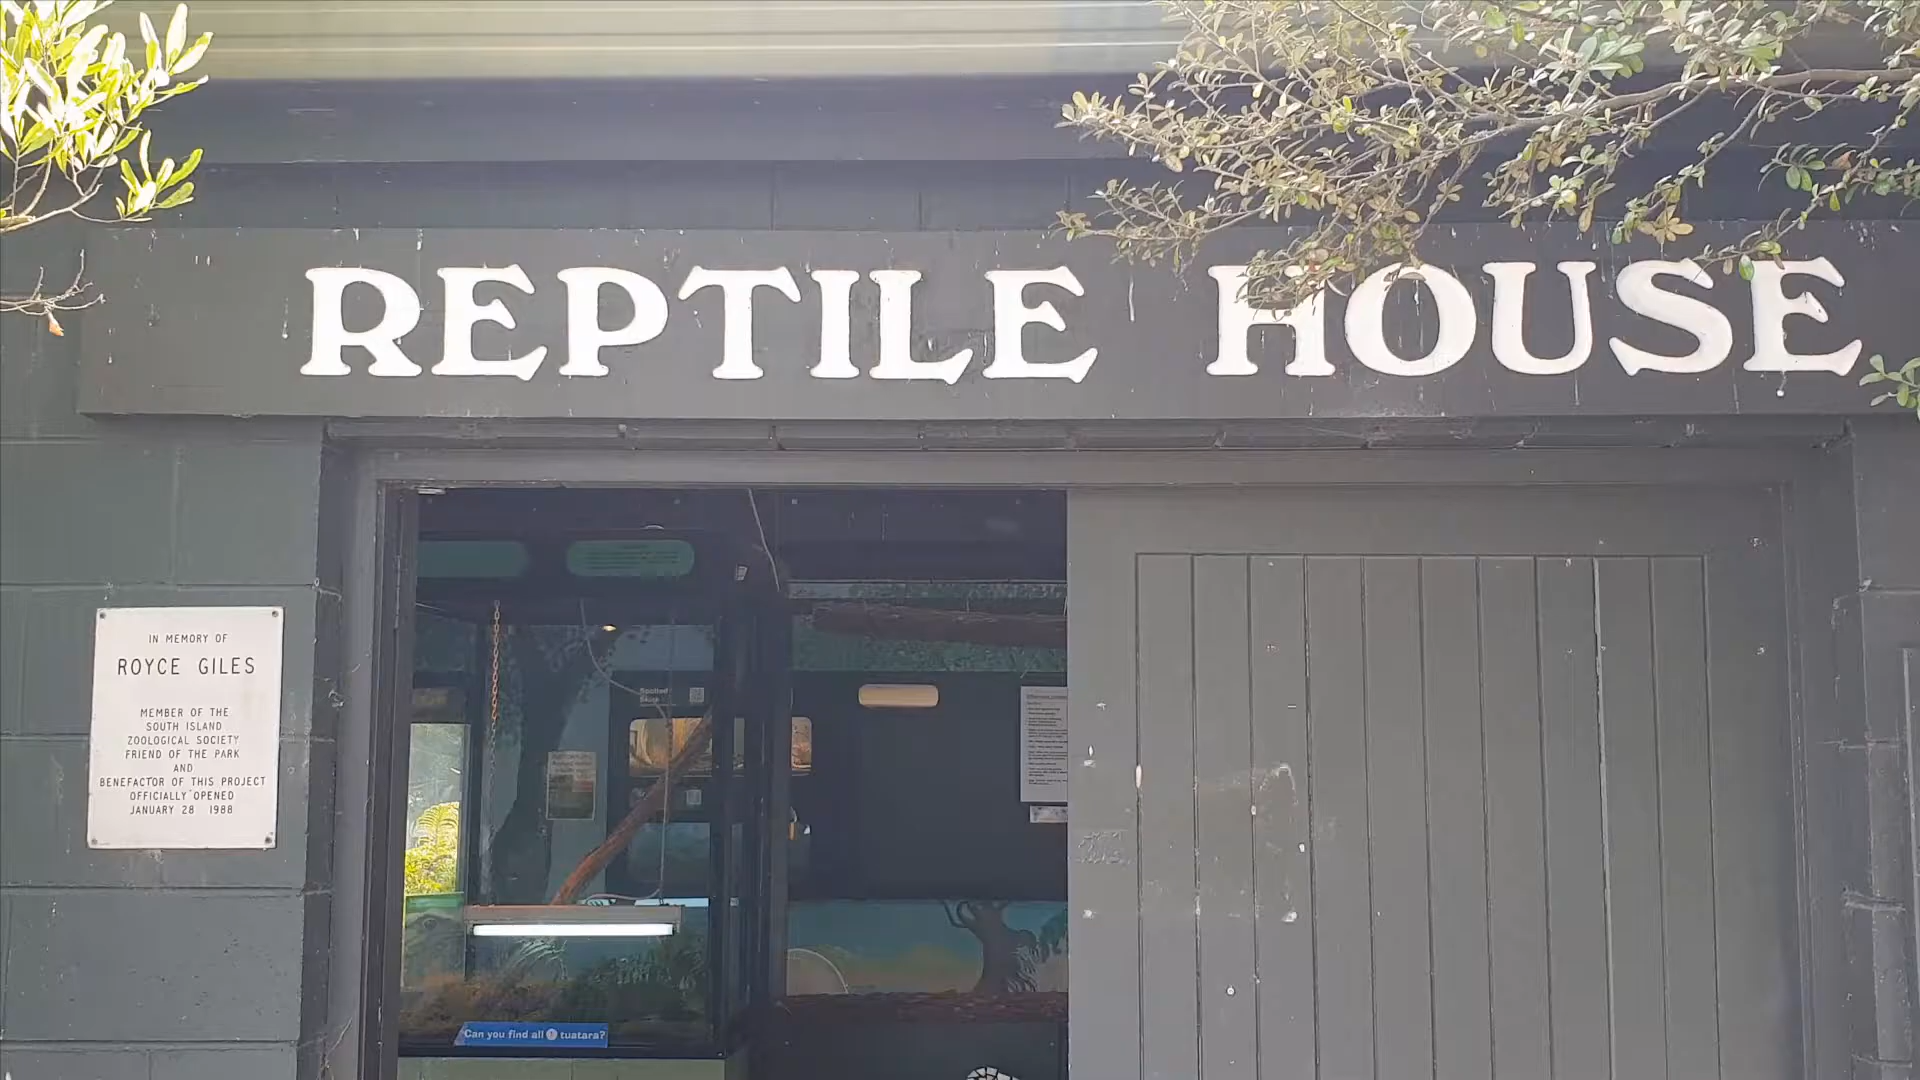 REPTILE HOUSE
IN MEMORY OF
ROYCE GILES
MEMBER OF THE
SOUTH ISLAND
ZOOLOGICAL SOCIETY
FRIEND OF THE PARK
AND
BENEFACTOR OF THIS PROJECT
OFFICIALLY OPENED
JANUARY 28 1988
Can you find all 1 tuatara?